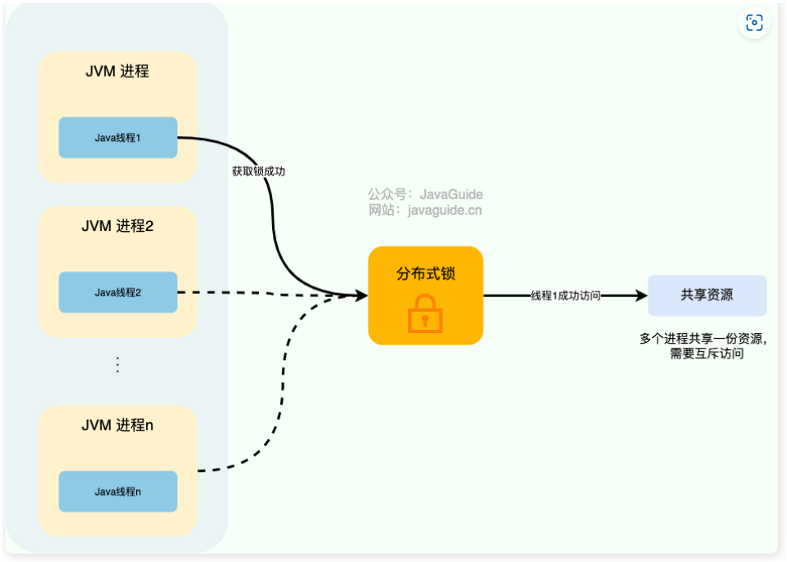 JVM 进程
Java线程1
获取锁成功
公众号：JavaGuide
网站：javaguide.cn
JVM 进程2
Java线程2
分布式锁
线程1成功访问
共享资源
多个进程共享一份资源，
需要互斥访问
JVM 进程n
Java线程n